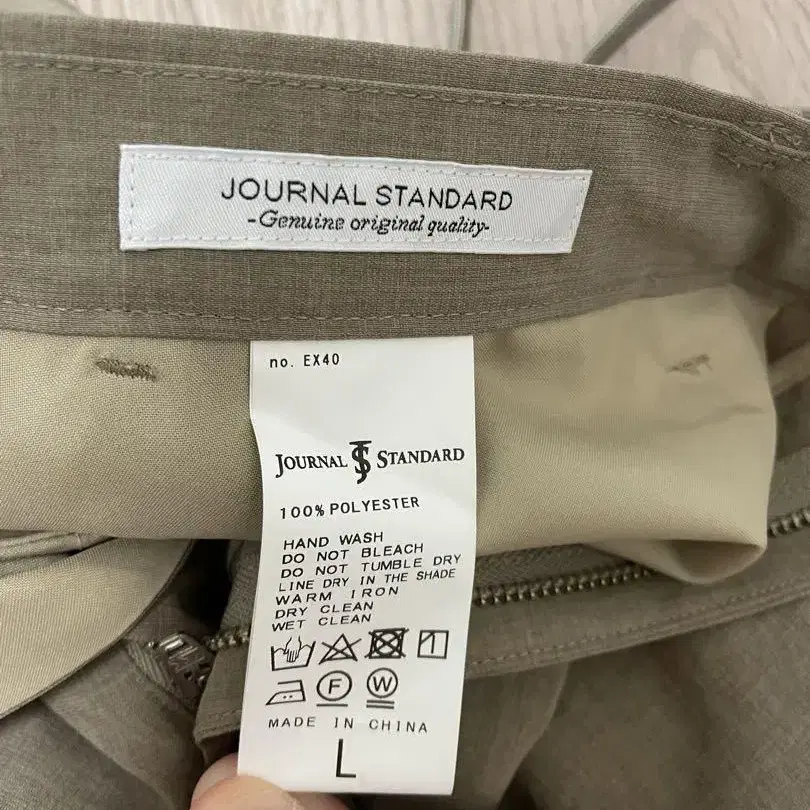 JOURNAL STANDARD
-Genuine original quality-
no. EX40
JOURNAL JS STANDARD
100% POLYESTER
HAND WASH
DO NOT BLEACH
DO NOT TUMBLE DRY
LINE DRY IN THE SHADE
WARM IRON
DRY CLEAN
WET CLEAN
F W
MADE IN CHINA
L